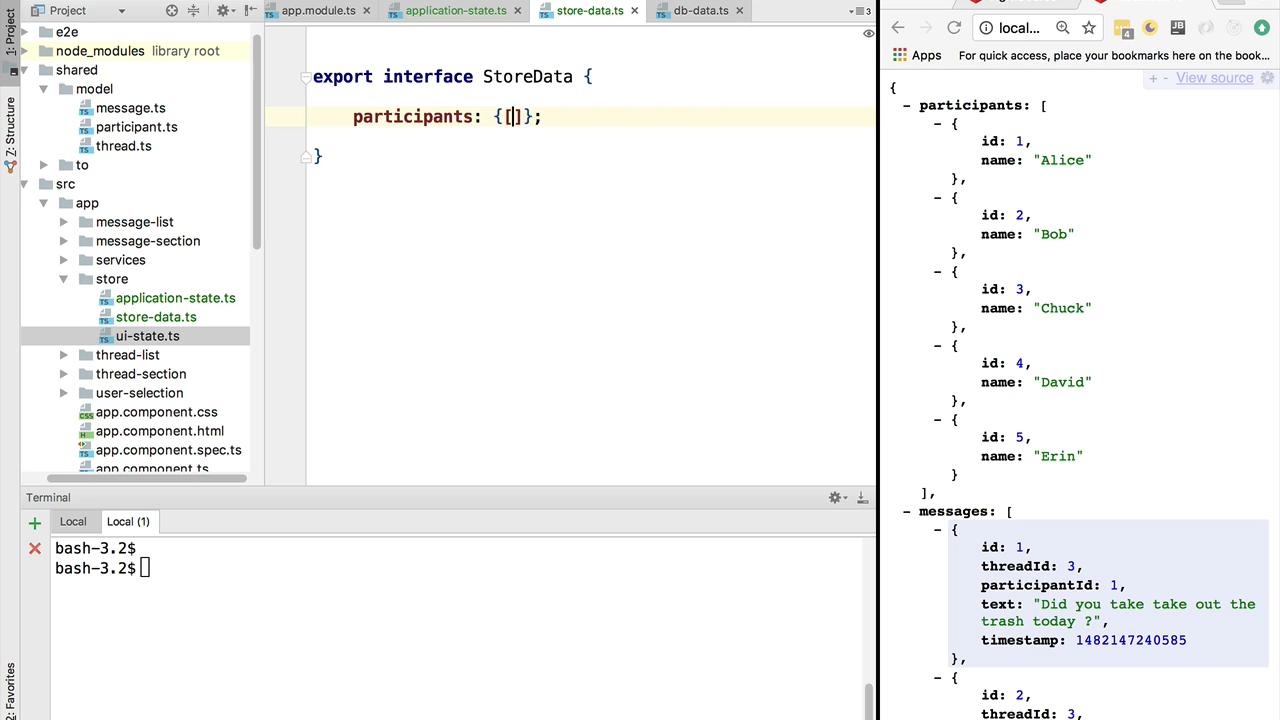 1: Project
Z: Structure
Favorites
Project
e2e
node_modules library root
shared
model
message.ts
participant.ts
thread.ts
to
src
app
message-list
message-section
services
store
application-state.ts
store-data.ts
ui-state.ts
thread-list
thread-section
user-selection
app.component.css
app.component.html
app.component.spec.ts
app.component.ts
app.module.ts
application-state.ts
store-data.ts
db-data.ts
export interface StoreData {
participants: {[]};
}
Terminal
Local
Local (1)
bash-3.2$
bash-3.2$
local...
4
JB
Apps
For quick access, place your bookmarks here on the book...
+ - View source
{
- participants: [
- {
id: 1,
name: "Alice"
},
- {
id: 2,
name: "Bob"
},
- {
id: 3,
name: "Chuck"
},
- {
id: 4,
name: "David"
},
- {
id: 5,
name: "Erin"
}
],
- messages: [
- {
id: 1,
threadId: 3,
participantId: 1,
text: "Did you take take out the
trash today ?",
timestamp: 1482147240585
},
- {
id: 2,
threadId: 3,